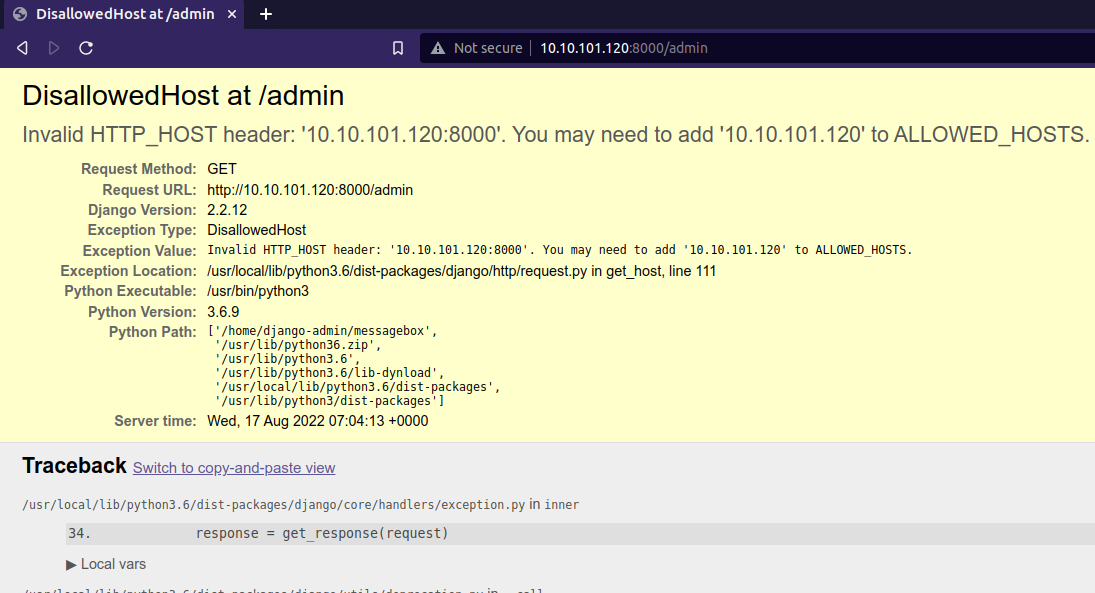 DisallowedHost at /admin
Not secure 10.10.101.120:8000/admin
DisallowedHost at /admin
Invalid HTTP_HOST header: '10.10.101.120:8000'. You may need to add '10.10.101.120' to ALLOWED_HOSTS.
Request Method: GET
Request URL: http://10.10.101.120:8000/admin
Django Version: 2.2.12
Exception Type: DisallowedHost
Exception Value: Invalid HTTP_HOST header: '10.10.101.120:8000'. You may need to add '10.10.101.120' to ALLOWED_HOSTS.
Exception Location: /usr/local/lib/python3.6/dist-packages/django/http/request.py in get_host, line 111
Python Executable: /usr/bin/python3
Python Version: 3.6.9
Python Path: ['/home/django-admin/messagebox',
'/usr/lib/python36.zip',
'/usr/lib/python3.6',
'/usr/lib/python3.6/lib-dynload',
'/usr/local/lib/python3.6/dist-packages',
'/usr/lib/python3/dist-packages']
Server time: Wed, 17 Aug 2022 07:04:13 +0000
Traceback Switch to copy-and-paste view
/usr/local/lib/python3.6/dist-packages/django/core/handlers/exception.py in inner
34. response = get_response(request)
▶ Local vars